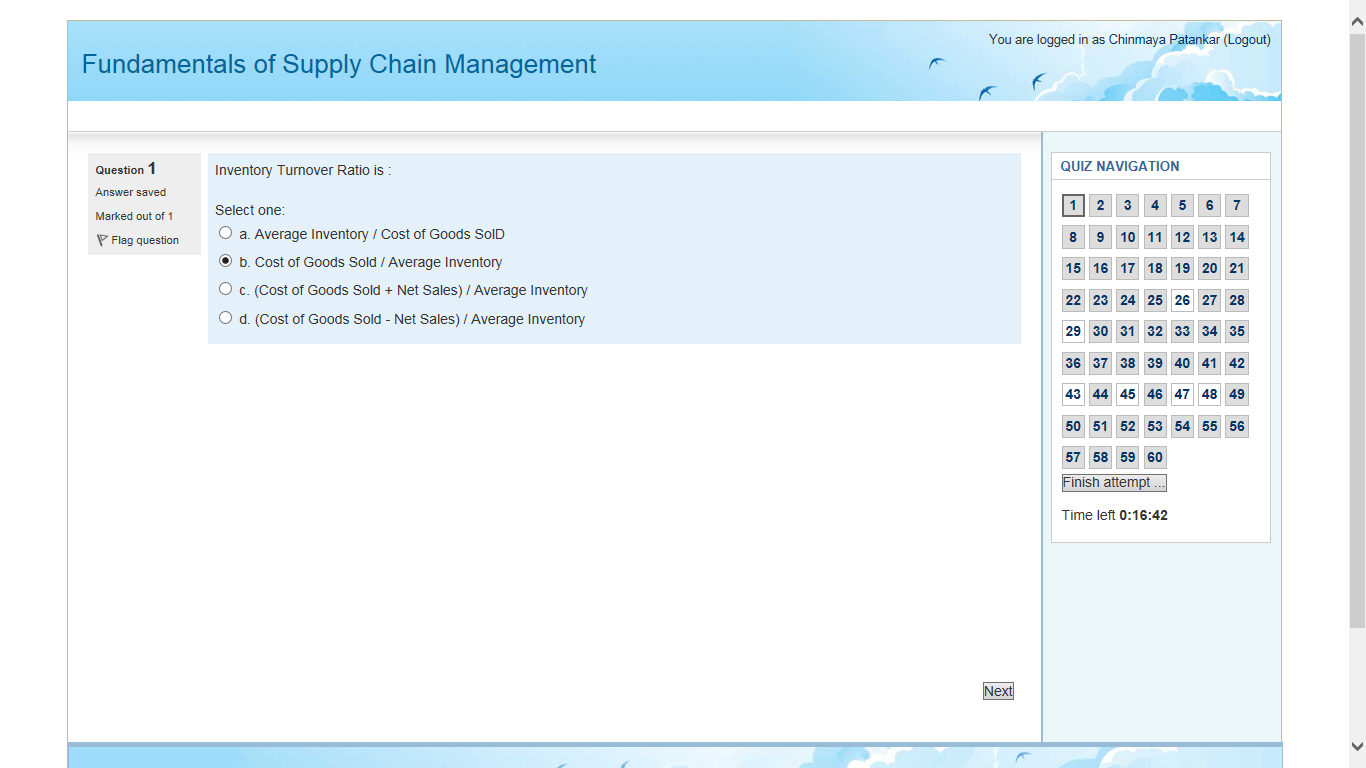 You are logged in as Chinmaya Patankar (Logout)
Fundamentals of Supply Chain Management
Question 1
Answer saved
Marked out of 1
Flag question
Inventory Turnover Ratio is :
Select one:
a. Average Inventory / Cost of Goods SolD
b. Cost of Goods Sold / Average Inventory
c. (Cost of Goods Sold + Net Sales) / Average Inventory
d. (Cost of Goods Sold - Net Sales) / Average Inventory
Next
QUIZ NAVIGATION
1 2 3 4 5 6 7
8 9 10 11 12 13 14
15 16 17 18 19 20 21
22 23 24 25 26 27 28
29 30 31 32 33 34 35
36 37 38 39 40 41 42
43 44 45 46 47 48 49
50 51 52 53 54 55 56
57 58 59 60
Finish attempt ...
Time left 0:16:42